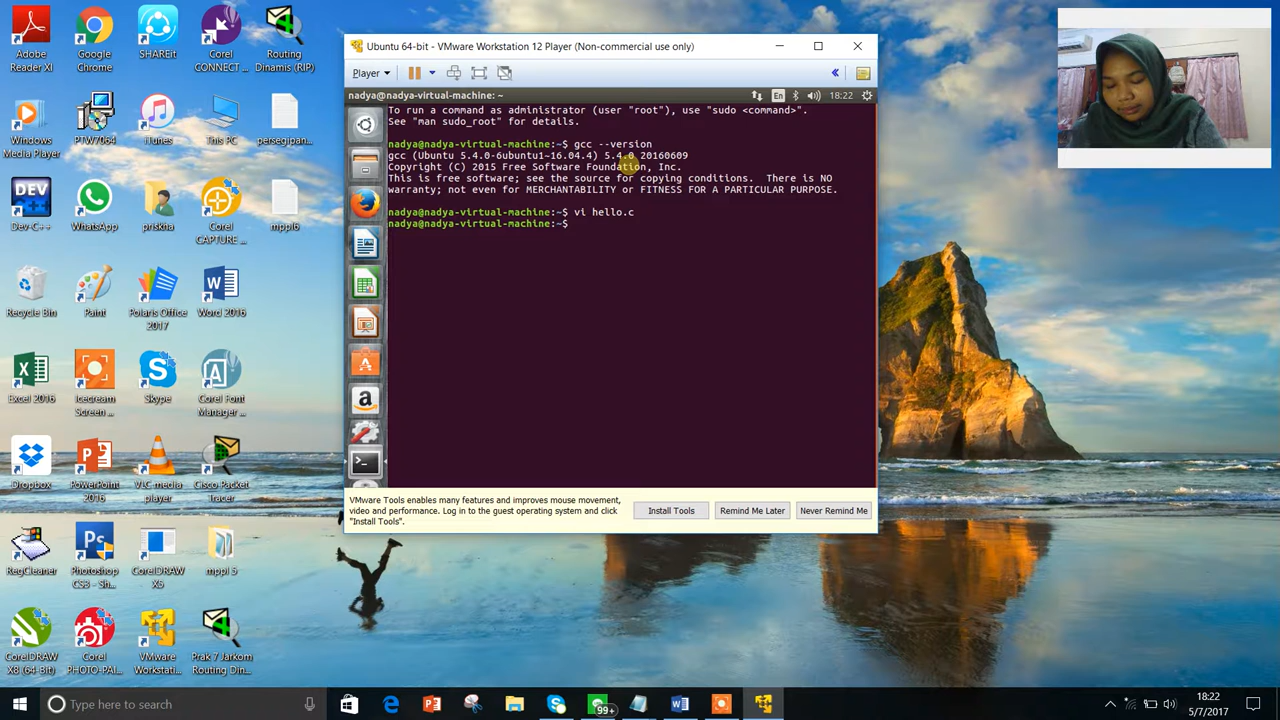 Adobe Reader XI
Google Chrome
SHAREit
Corel CONNECT ...
Routing Dinamis (RIP)
Windows Media Player
PTW7064
iTunes
This PC
persegipan...
Dev-C++
WhatsApp
priskha
Corel CAPTURE ...
mppl6
Recycle Bin
Paint
Polaris Office 2017
Word 2016
Excel 2016
Icecream Screen ...
Skype
Corel Font Manager ...
Dropbox
PowerPoint 2016
VLC media player
Cisco Packet Tracer
RegCleaner
Photoshop CS3 - Sh...
CorelDRAW X5
mppl 5
CorelDRAW X8 (64-Bit)
Corel PHOTO-PAI...
VMware Workstati...
Prak 7 Jarkom Routing Din...
Ubuntu 64-bit - VMware Workstation 12 Player (Non-commercial use only)
Player
nadya@nadya-virtual-machine: ~
En
18:22
To run a command as administrator (user "root"), use "sudo <command>".
See "man sudo_root" for details.
nadya@nadya-virtual-machine:~$ gcc --version
gcc (Ubuntu 5.4.0-6ubuntu1~16.04.4) 5.4.0 20160609
Copyright (C) 2015 Free Software Foundation, Inc.
This is free software; see the source for copying conditions.  There is NO
warranty; not even for MERCHANTABILITY or FITNESS FOR A PARTICULAR PURPOSE.
nadya@nadya-virtual-machine:~$ vi hello.c
nadya@nadya-virtual-machine:~$
VMware Tools enables many features and improves mouse movement,
video and performance. Log in to the guest operating system and click
"Install Tools".
Install Tools
Remind Me Later
Never Remind Me
Type here to search
99+
18:22
5/7/2017